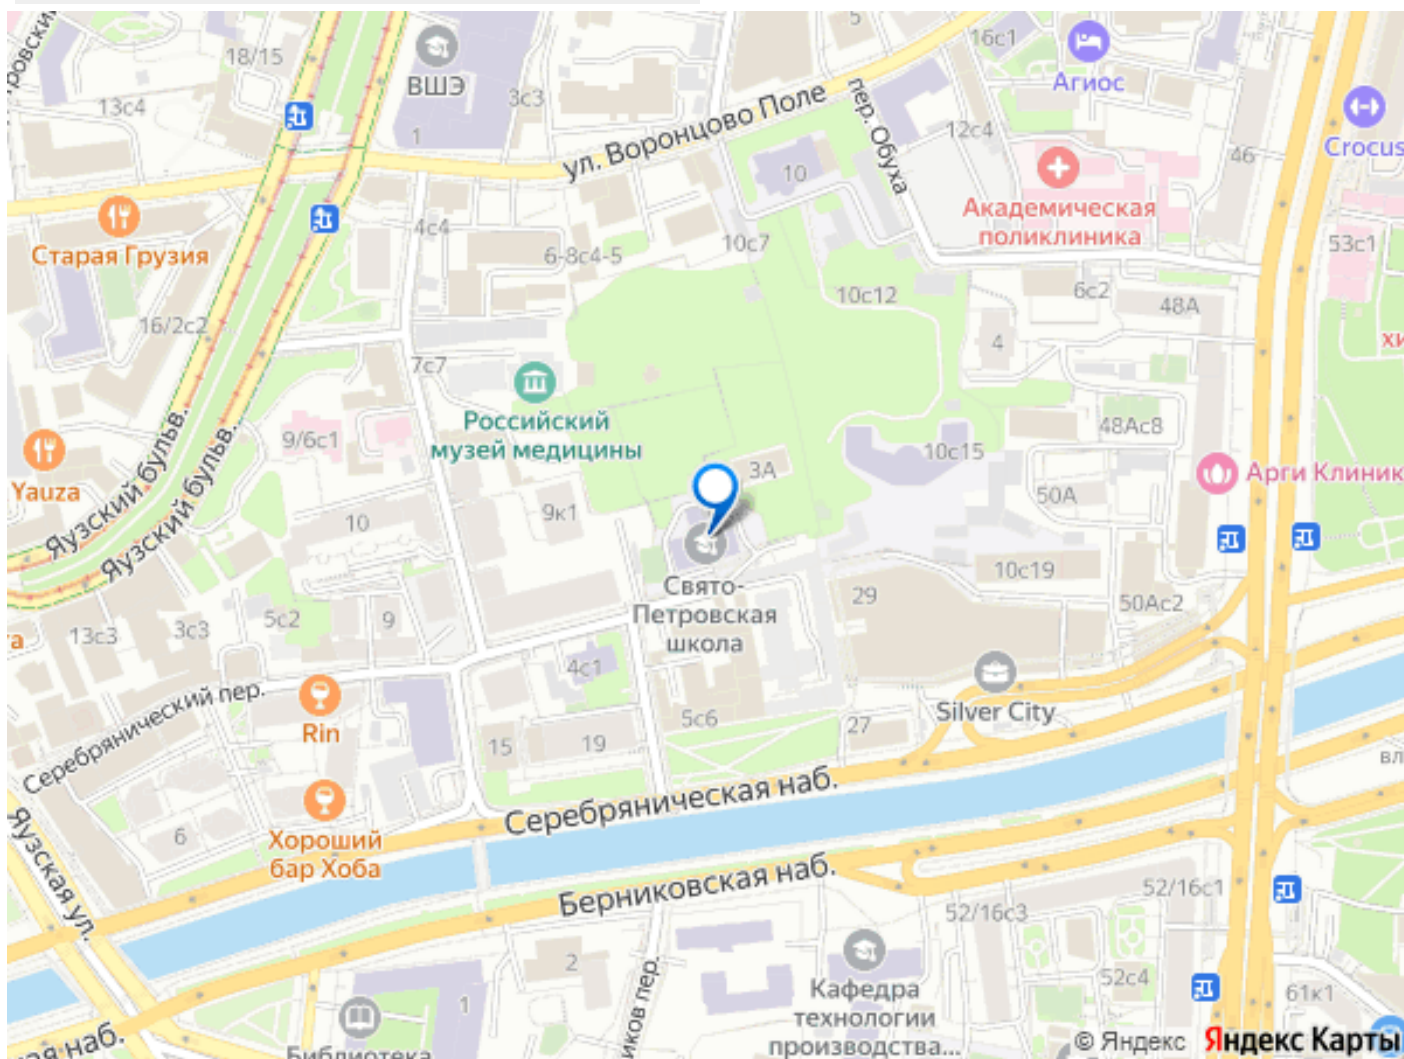 18/15
ВШЭ
5
16с1
Агиос
13с4
3с3
1
ул. Воронцово Поле
пер. Обуха
12с4
46
Crocus
10
Академическая
поликлиника
Старая Грузия
4с4
6-8с4-5
10с7
53с1
16/2с2
10с12
6с2
48А
4
7с7
Российский
музей медицины
9/6с1
48Ас8
10с15
3А
Арги Клиник
Yauza
Яузский бульв.
Яузский бульв.
10
9к1
50А
10с19
50Ас2
Свято-
Петровская
школа
29
13с3
3с3
5с2
9
4с1
Серебрянический пер.
Rin
Silver City
5с6
27
15
19
Серебряническая наб.
6
Хороший
бар Хоба
Яузская ул.
Берниковская наб.
52/16с1
52/16с3
2
1
Кафедра
технологии
производства...
52с4
61к1
Библиотека
© Яндекс Яндекс Карты